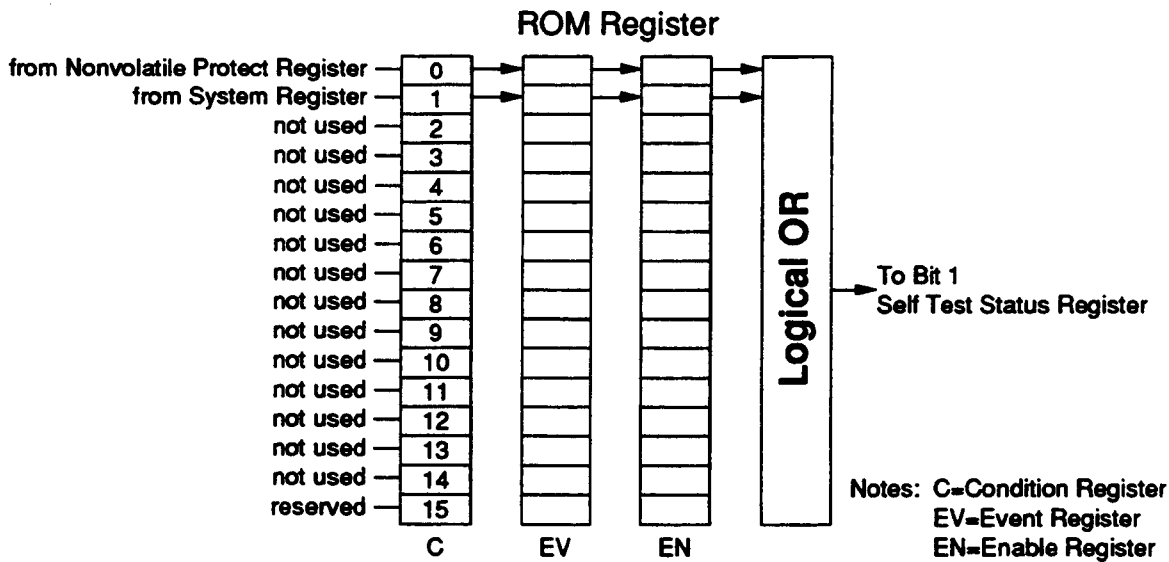 ROM Register
from Nonvolatile Protect Register 0
from System Register 1
not used 2
not used 3
not used 4
not used 5
not used 6
not used 7
not used 8
not used 9
not used 10
not used 11
not used 12
not used 13
not used 14
reserved 15
C EV EN
Logical OR
To Bit 1
Self Test Status Register
Notes: C=Condition Register
EV=Event Register
EN=Enable Register